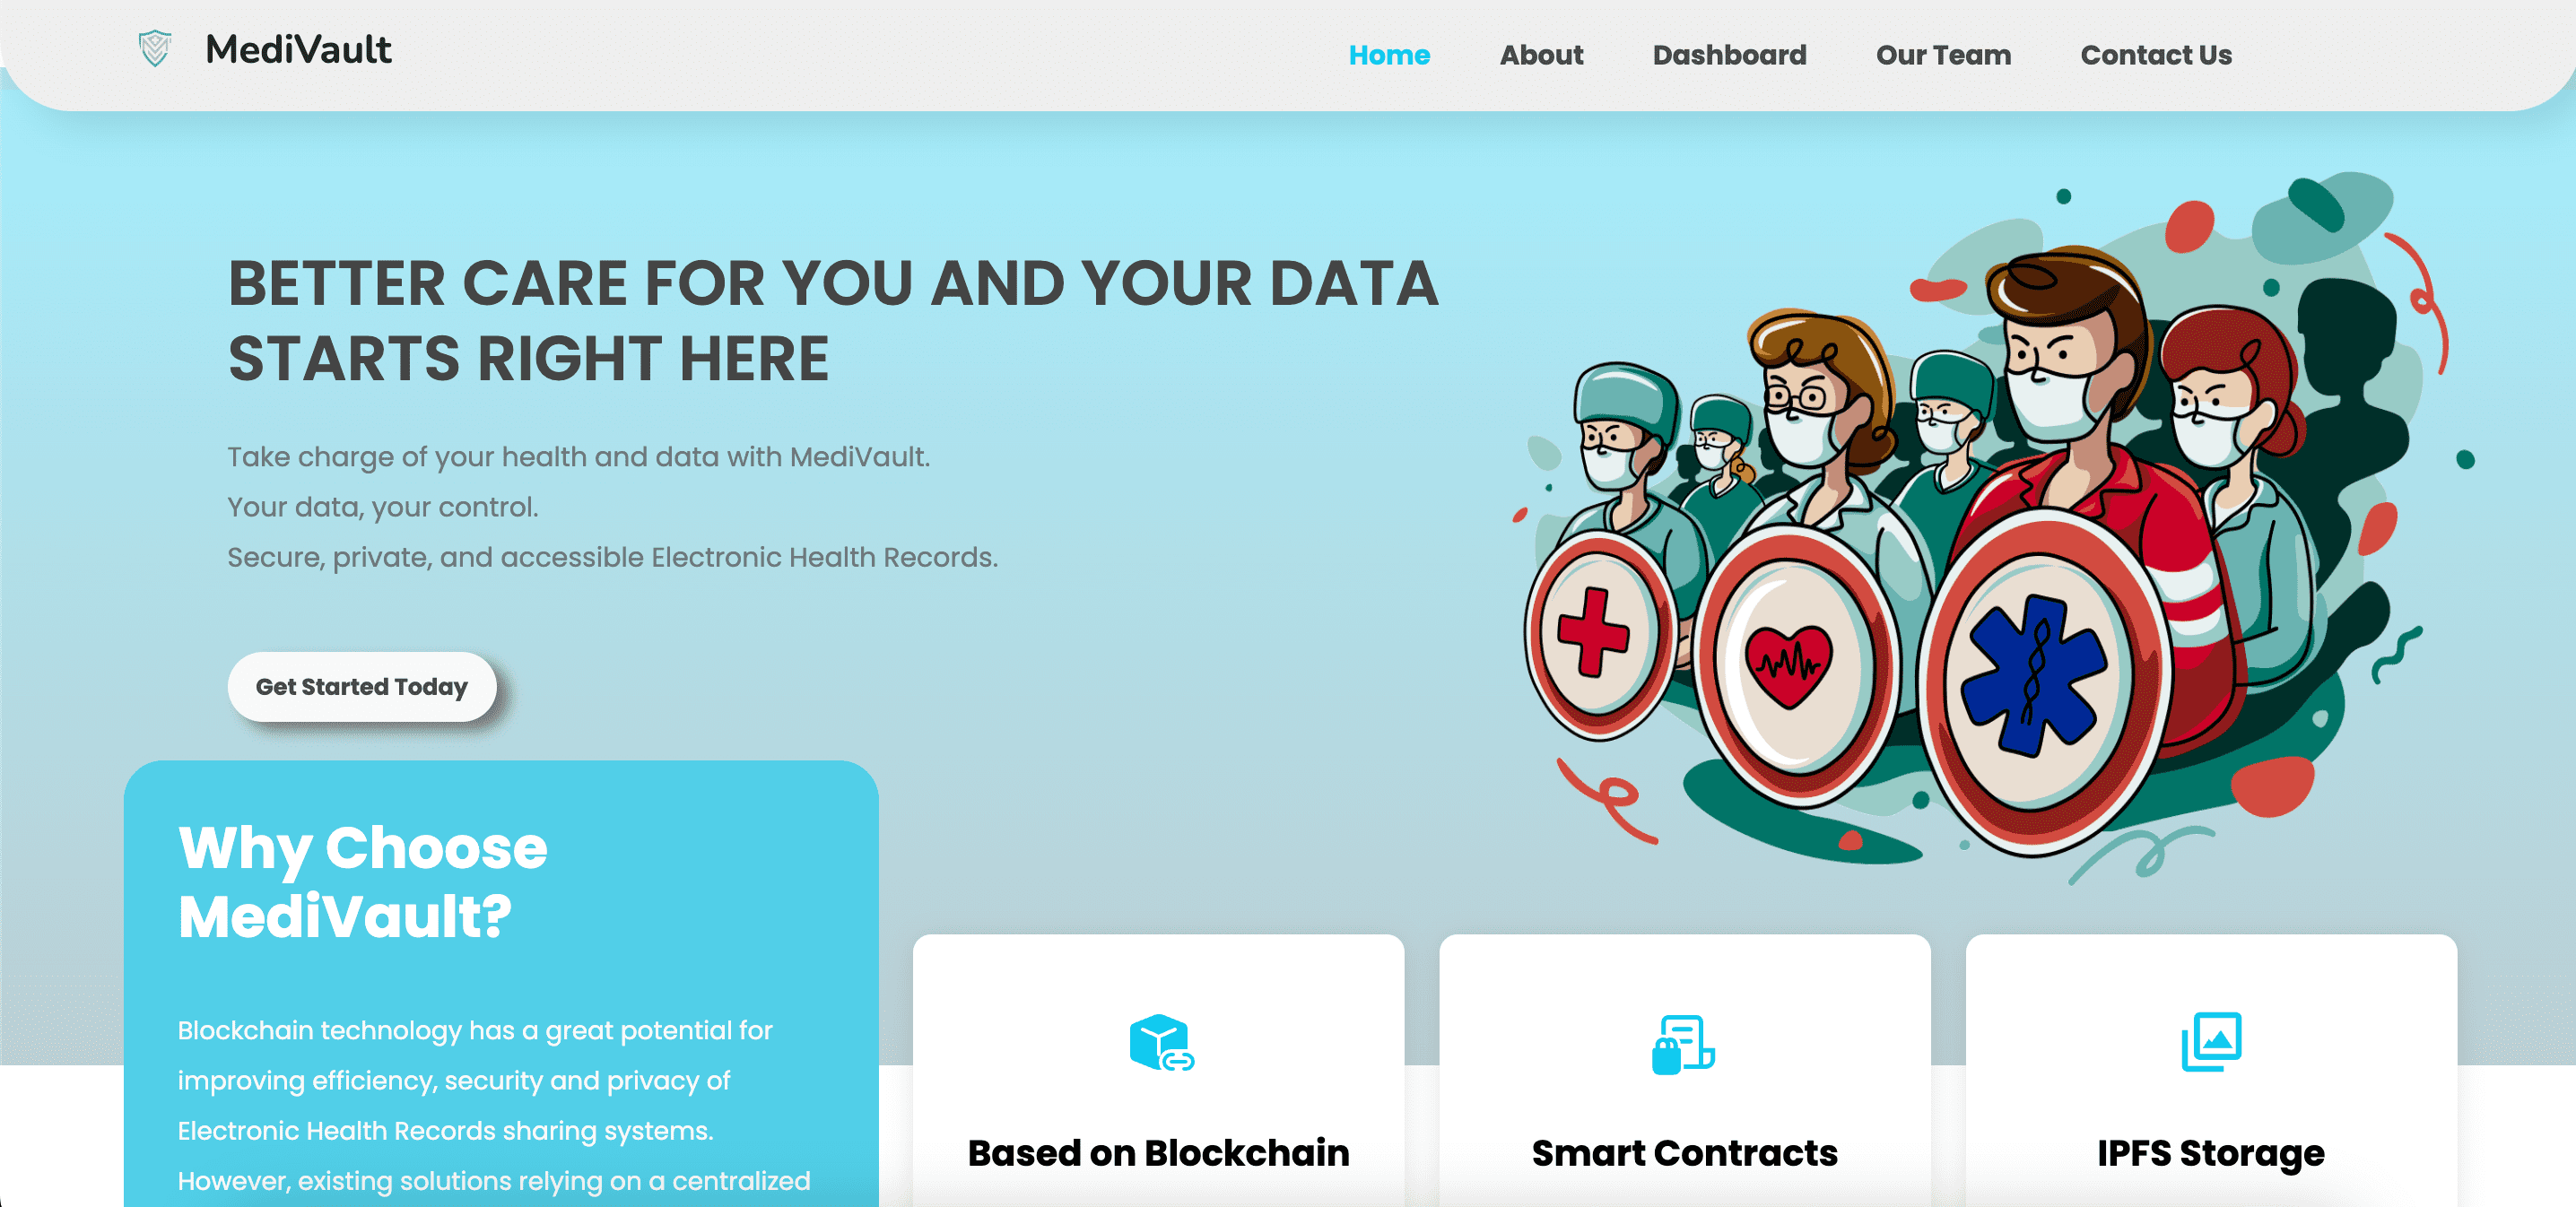 MediVault
Home
About
Dashboard
Our Team
Contact Us
BETTER CARE FOR YOU AND YOUR DATA
STARTS RIGHT HERE
Take charge of your health and data with MediVault.
Your data, your control.
Secure, private, and accessible Electronic Health Records.
Get Started Today
Why Choose
MediVault?
Blockchain technology has a great potential for
improving efficiency, security and privacy of
Electronic Health Records sharing systems.
However, existing solutions relying on a centralized
Based on Blockchain
Smart Contracts
IPFS Storage